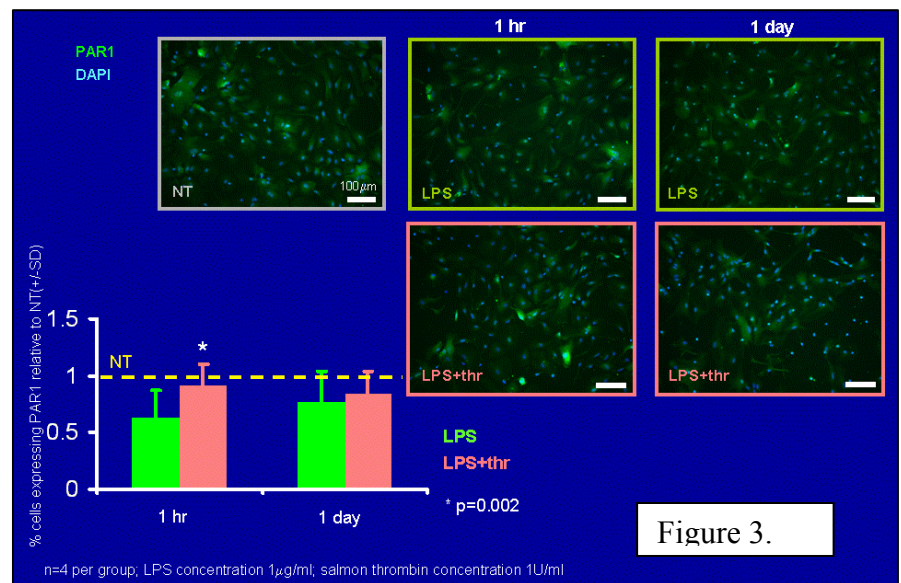 1 hr
1 day
PAR1
DAPI
NT
100μm
LPS
LPS
LPS+thr
LPS+thr
% cells expressing PAR1 relative to NT(+/-SD)
1.5
1
0.5
0
NT
*
1 hr
1 day
LPS
LPS+thr
* p=0.002
Figure 3.
n=4 per group; LPS concentration 1μg/ml; salmon thrombin concentration 1U/ml